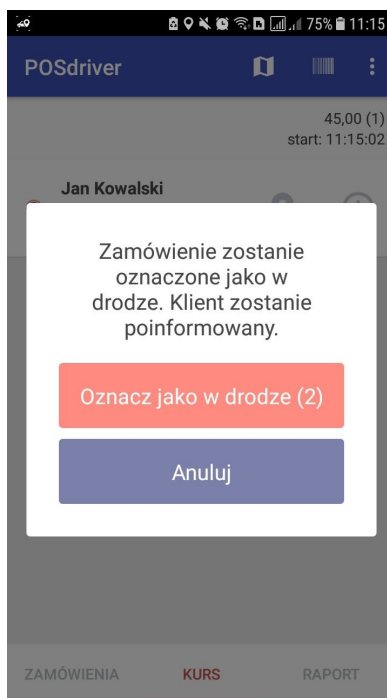 75% 11:15
POSdriver
45,00 (1)
start: 11:15:02
Jan Kowalski
Zamówienie zostanie
oznaczone jako w
drodze. Klient zostanie
poinformowany.
Oznacz jako w drodze (2)
Anuluj
ZAMÓWIENIA KURS RAPORT